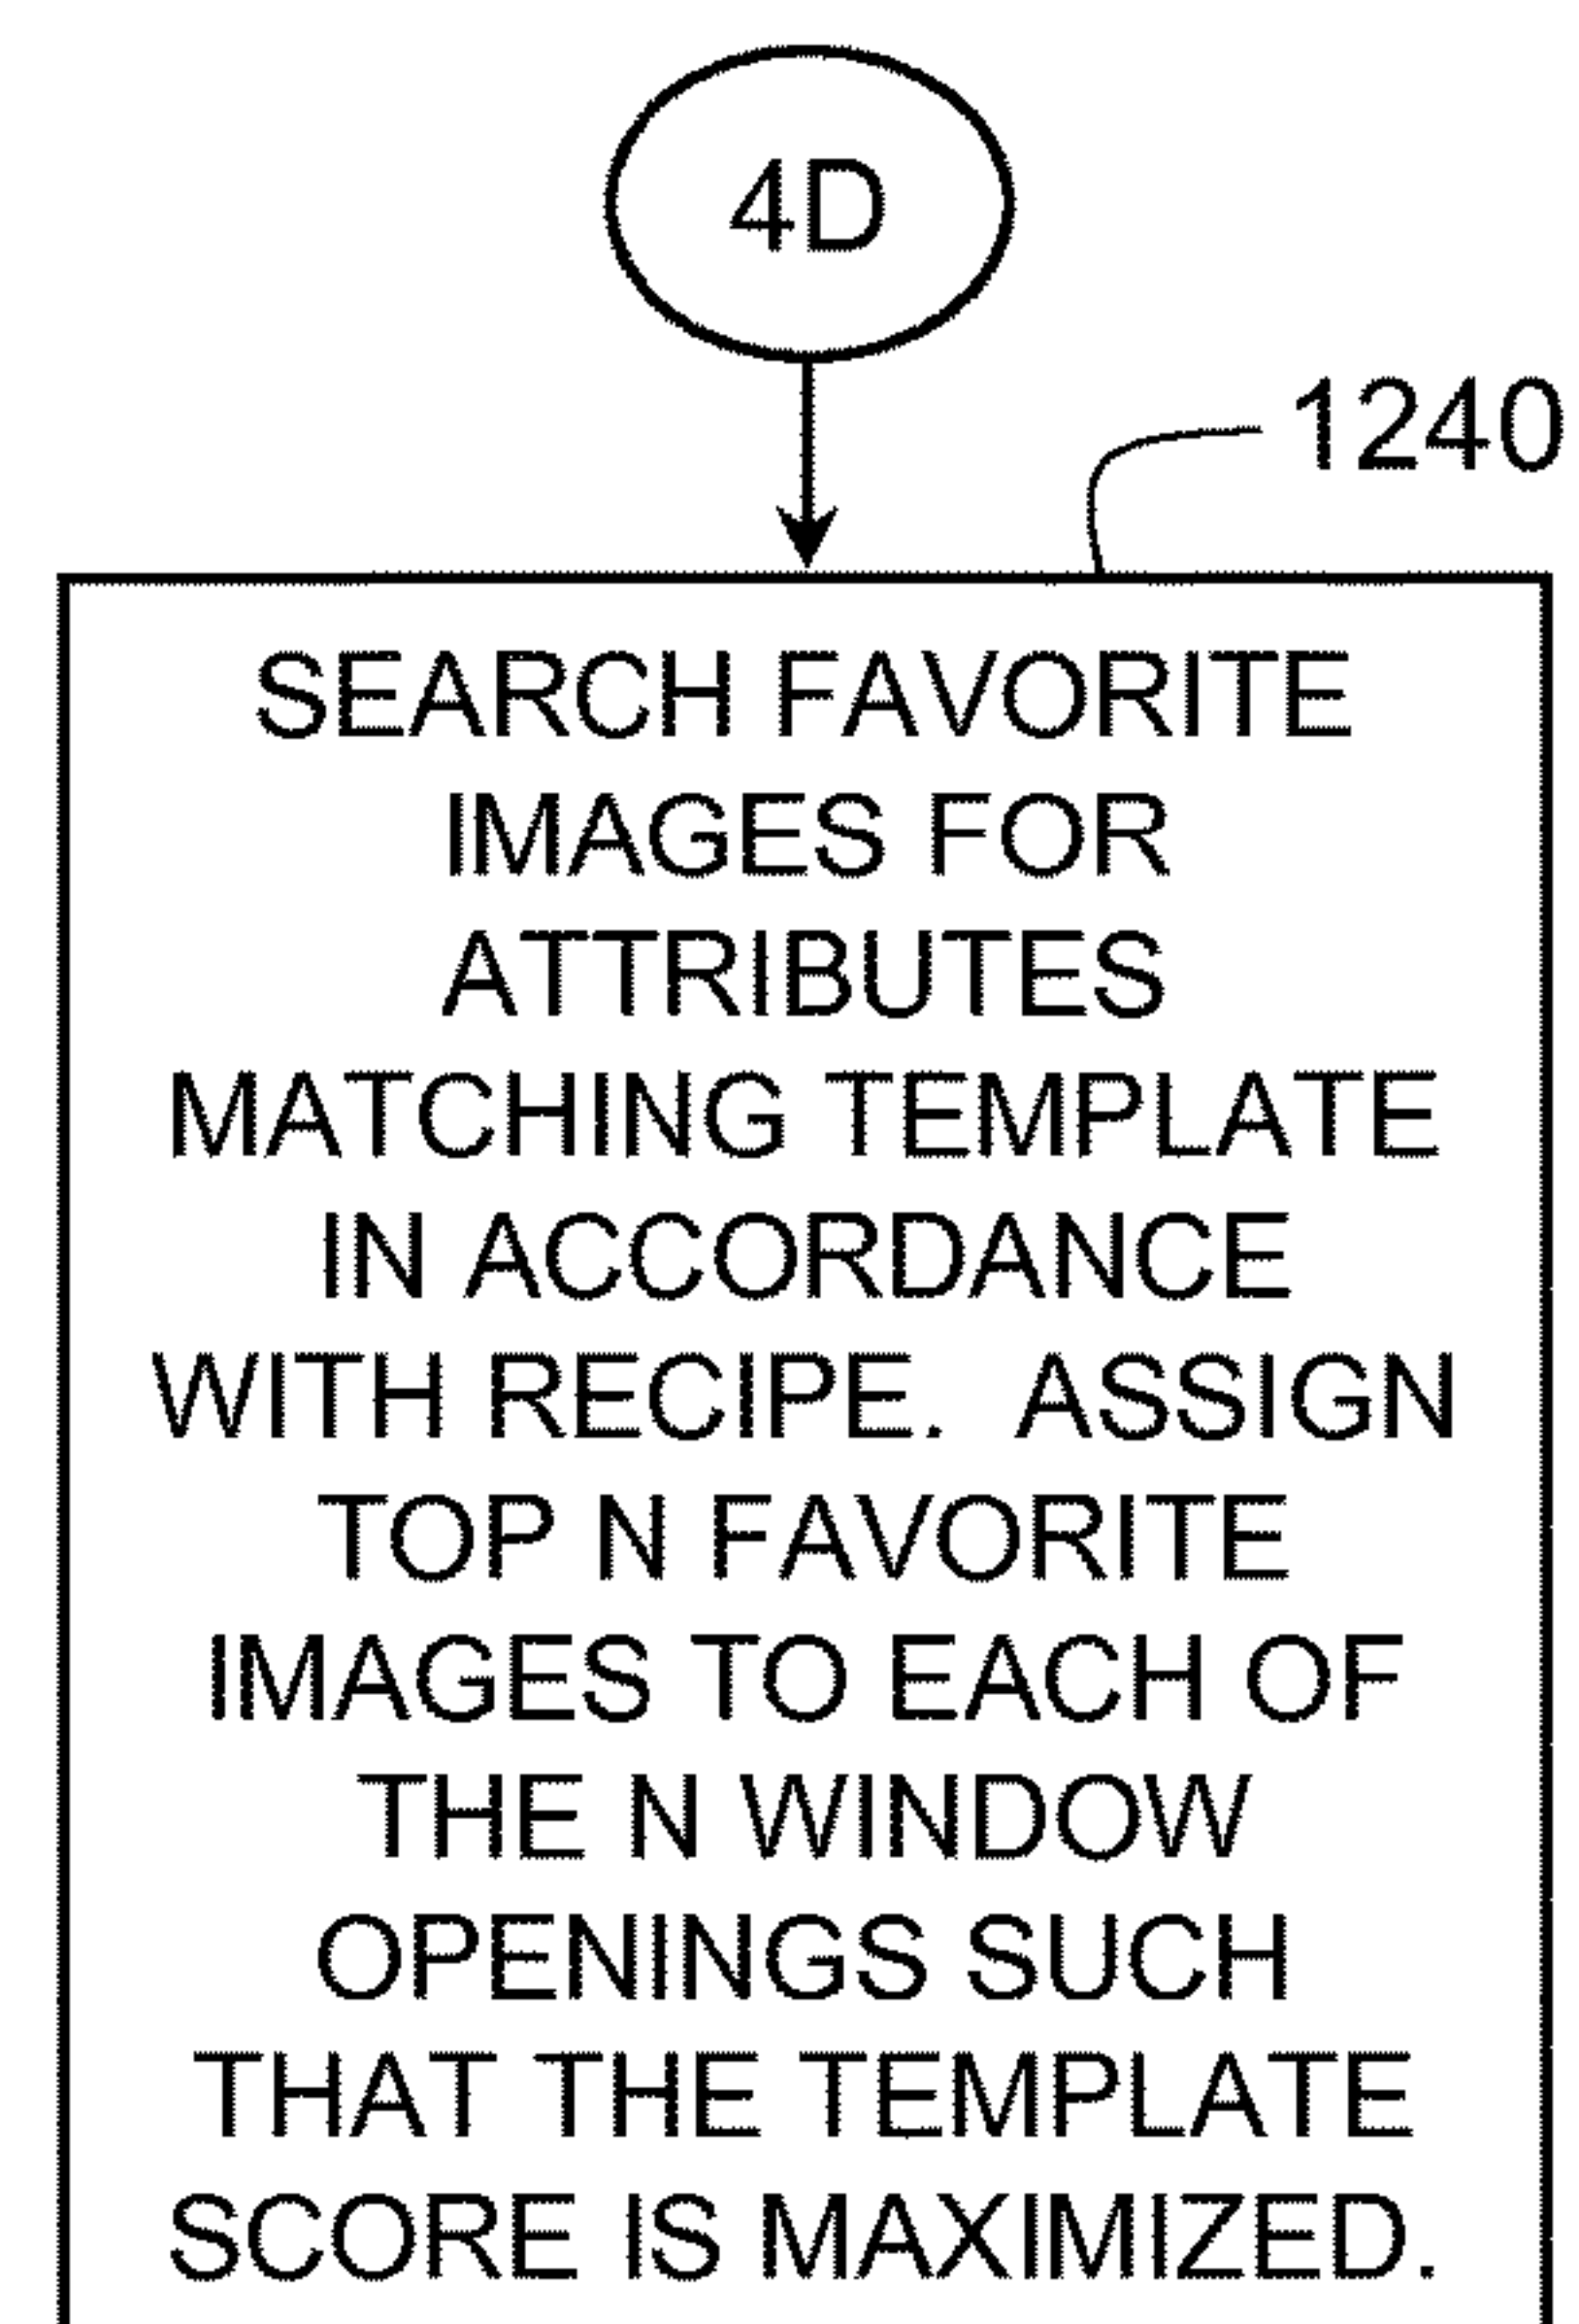 4D
1240
SEARCH FAVORITE
IMAGES FOR
ATTRIBUTES
MATCHING TEMPLATE
IN ACCORDANCE
WITH RECIPE. ASSIGN
TOP N FAVORITE
IMAGES TO EACH OF
THE N WINDOW
OPENINGS SUCH
THAT THE TEMPLATE
SCORE IS MAXIMIZED.